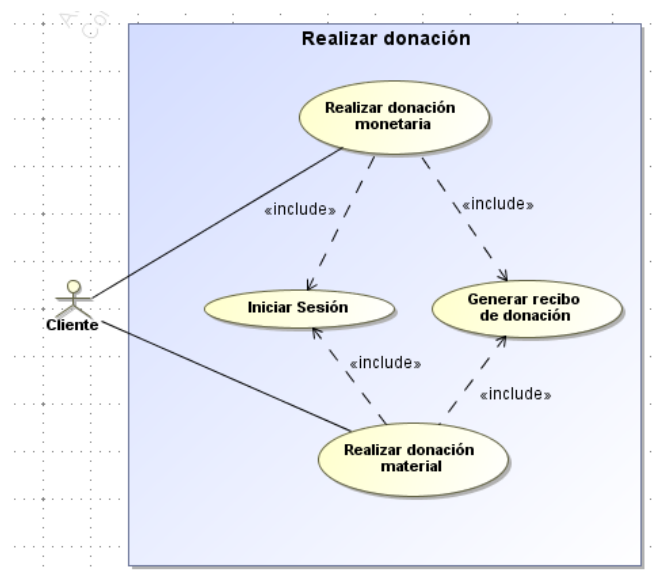 Realizar donación
Realizar donación
monetaria
«include»
«include»
Iniciar Sesión
Generar recibo
de donación
Cliente
«include»
«include»
Realizar donación
material